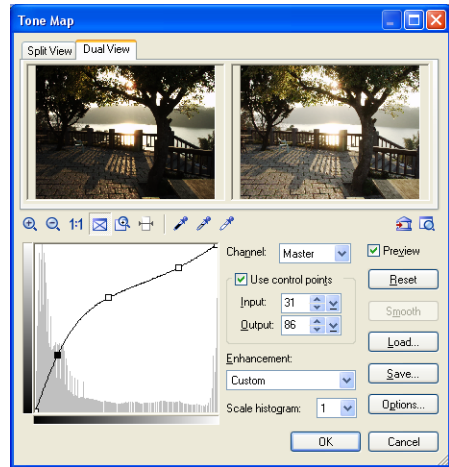 Tone Map
Split View Dual View
1:1
Channel: Master
Preview
Use control points
Reset
Input: 31
Smooth
Output: 86
Load...
Enhancement:
Save...
Custom
Options...
Scale histogram: 1
OK Cancel